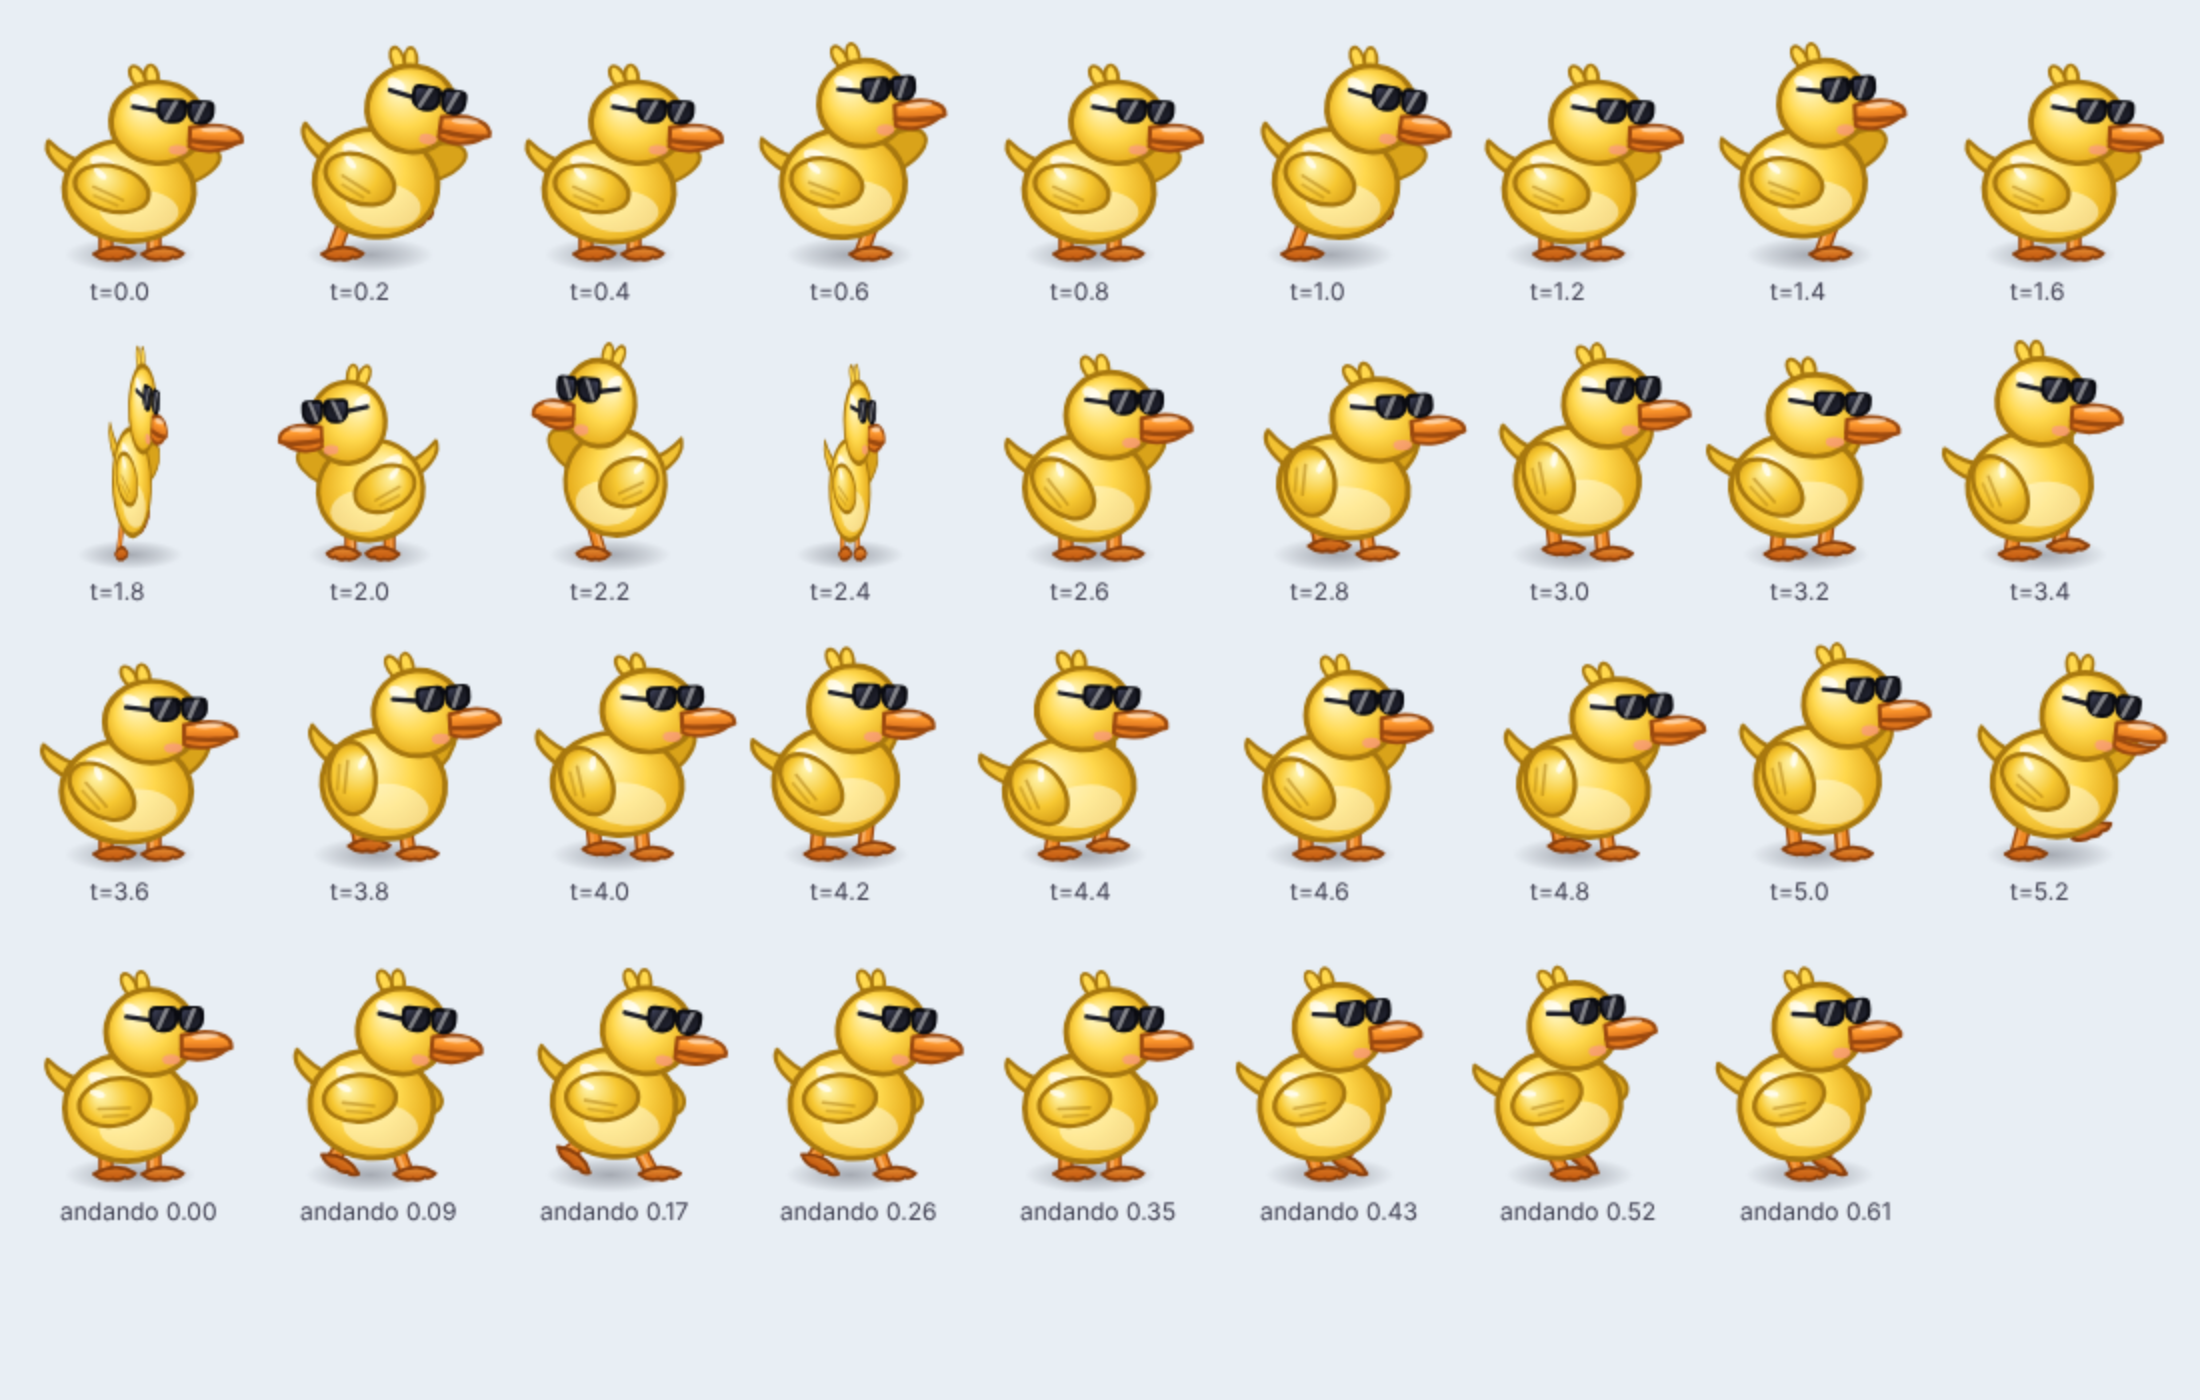 t=0.0 t=0.2 t=0.4 t=0.6 t=0.8 t=1.0 t=1.2 t=1.4 t=1.6
t=1.8 t=2.0 t=2.2 t=2.4 t=2.6 t=2.8 t=3.0 t=3.2 t=3.4
t=3.6 t=3.8 t=4.0 t=4.2 t=4.4 t=4.6 t=4.8 t=5.0 t=5.2
andando 0.00 andando 0.09 andando 0.17 andando 0.26 andando 0.35 andando 0.43 andando 0.52 andando 0.61